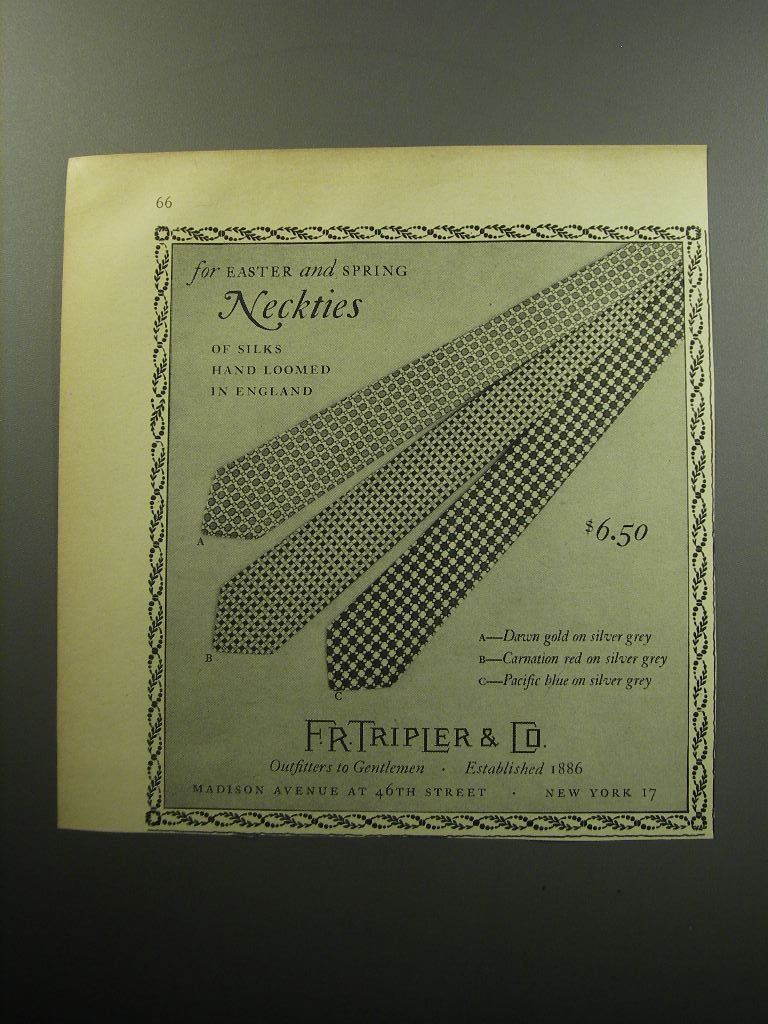 66
for EASTER and SPRING
Neckties
OF SILKS
HAND LOOMED
IN ENGLAND
A
$6.50
A—Dawn gold on silver grey
B—Carnation red on silver grey
B
C—Pacific blue on silver grey
C
F.R. TRIPLER & CO.
Outfitters to Gentlemen · Established 1886
MADISON AVENUE AT 46TH STREET · NEW YORK 17